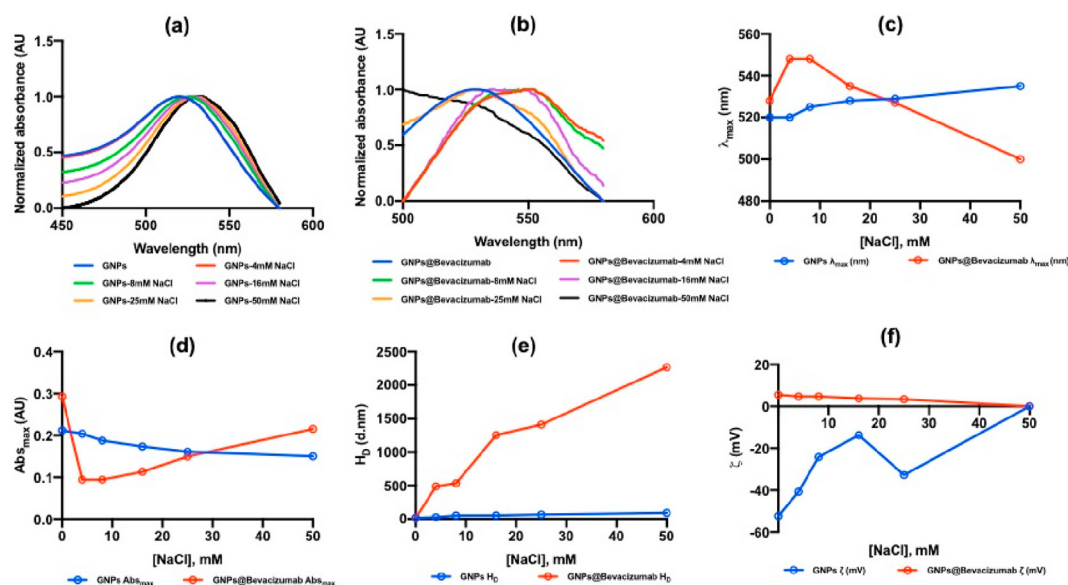 (a)
Normalized absorbance (AU
1.5
1.0
0.5
0.0
450
500
550
600
Wavelength (nm)
GNPs
GNPs-4mM NaCl
GNPs-8mM NaCl
GNPs-16mM NaCl
GNPs-25mM NaCl
GNPs-50mM NaCl
(b)
Normalized absorbance (AU
1.5
1.0
0.5
0.0
500
550
600
Wavelength (nm)
GNPs@Bevacizumab
GNPs@Bevacizumab-4mM NaCl
GNPs@Bevacizumab-8mM NaCl
GNPs@Bevacizumab-16mM NaCl
GNPs@Bevacizumab-25mM NaCl
GNPs@Bevacizumab-50mM NaCl
(c)
λmax (nm)
560
540
520
500
480
0
10
20
30
40
50
[NaCl], mM
GNPs λmax (nm)
GNPs@Bevacizumab λmax (nm)
(d)
Absmax (AU)
0.4
0.3
0.2
0.1
0.0
0
10
20
30
40
50
[NaCl], mM
GNPs Absmax
GNPs@Bevacizumab Absmax
(e)
HD (d.nm)
2500
2000
1500
1000
500
0
0
10
20
30
40
50
[NaCl], mM
GNPs HD
GNPs@Bevacizumab HD
(f)
ζ (mV)
20
0
-20
-40
-60
10
20
30
40
50
[NaCl], mM
GNPs ζ (mV)
GNPs@Bevacizumab ζ (mV)